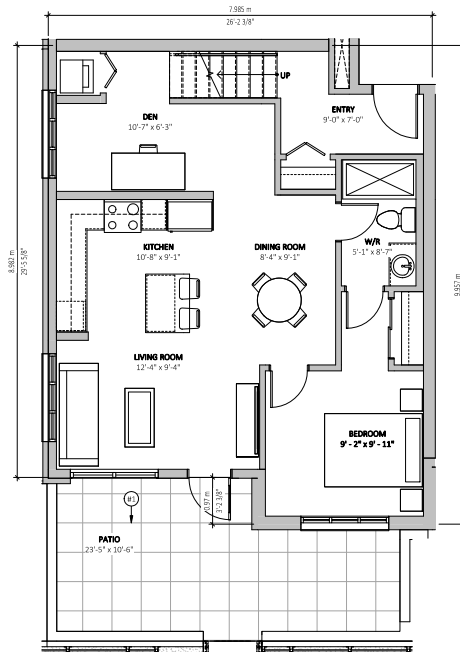 7.985 m
26'-2 3/8"
UP
ENTRY
9'-0" x 7'-0"
DEN
10'-7" x 6'-3"
W/R
5'-1" x 8'-7"
KITCHEN
10'-8" x 9'-1"
DINING ROOM
8'-4" x 9'-1"
8.982 m
29'-5 5/8"
9.957 m
LIVING ROOM
12'-4" x 9'-4"
BEDROOM
9' - 2" x 9' - 11"
#1
0.97 m
3'-2 3/8"
PATIO
23'-5" x 10'-6"